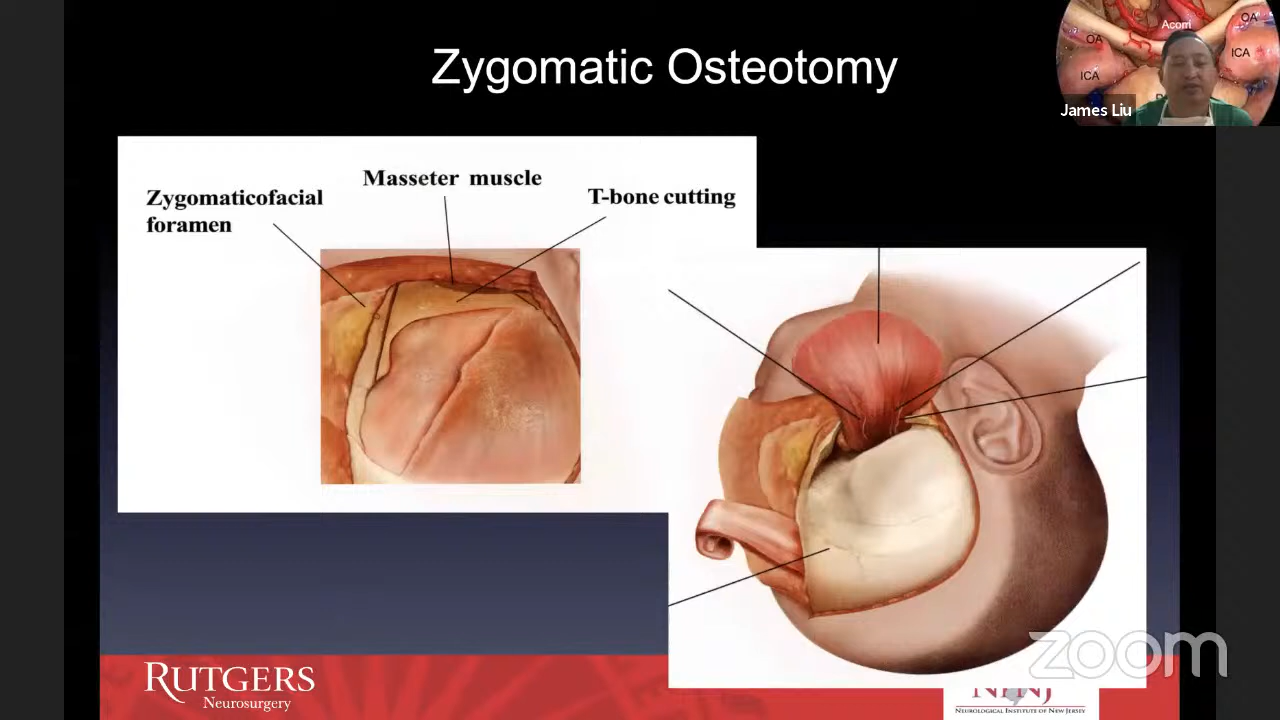 Zygomatic Osteotomy
Acorri
OA
OA
ICA
ICA
James Liu
Masseter muscle
Zygomaticofacial
foramen
T-bone cutting
zoom
RUTGERS
Neurosurgery
NEUROLOGICAL INSTITUTE OF NEW JERSEY